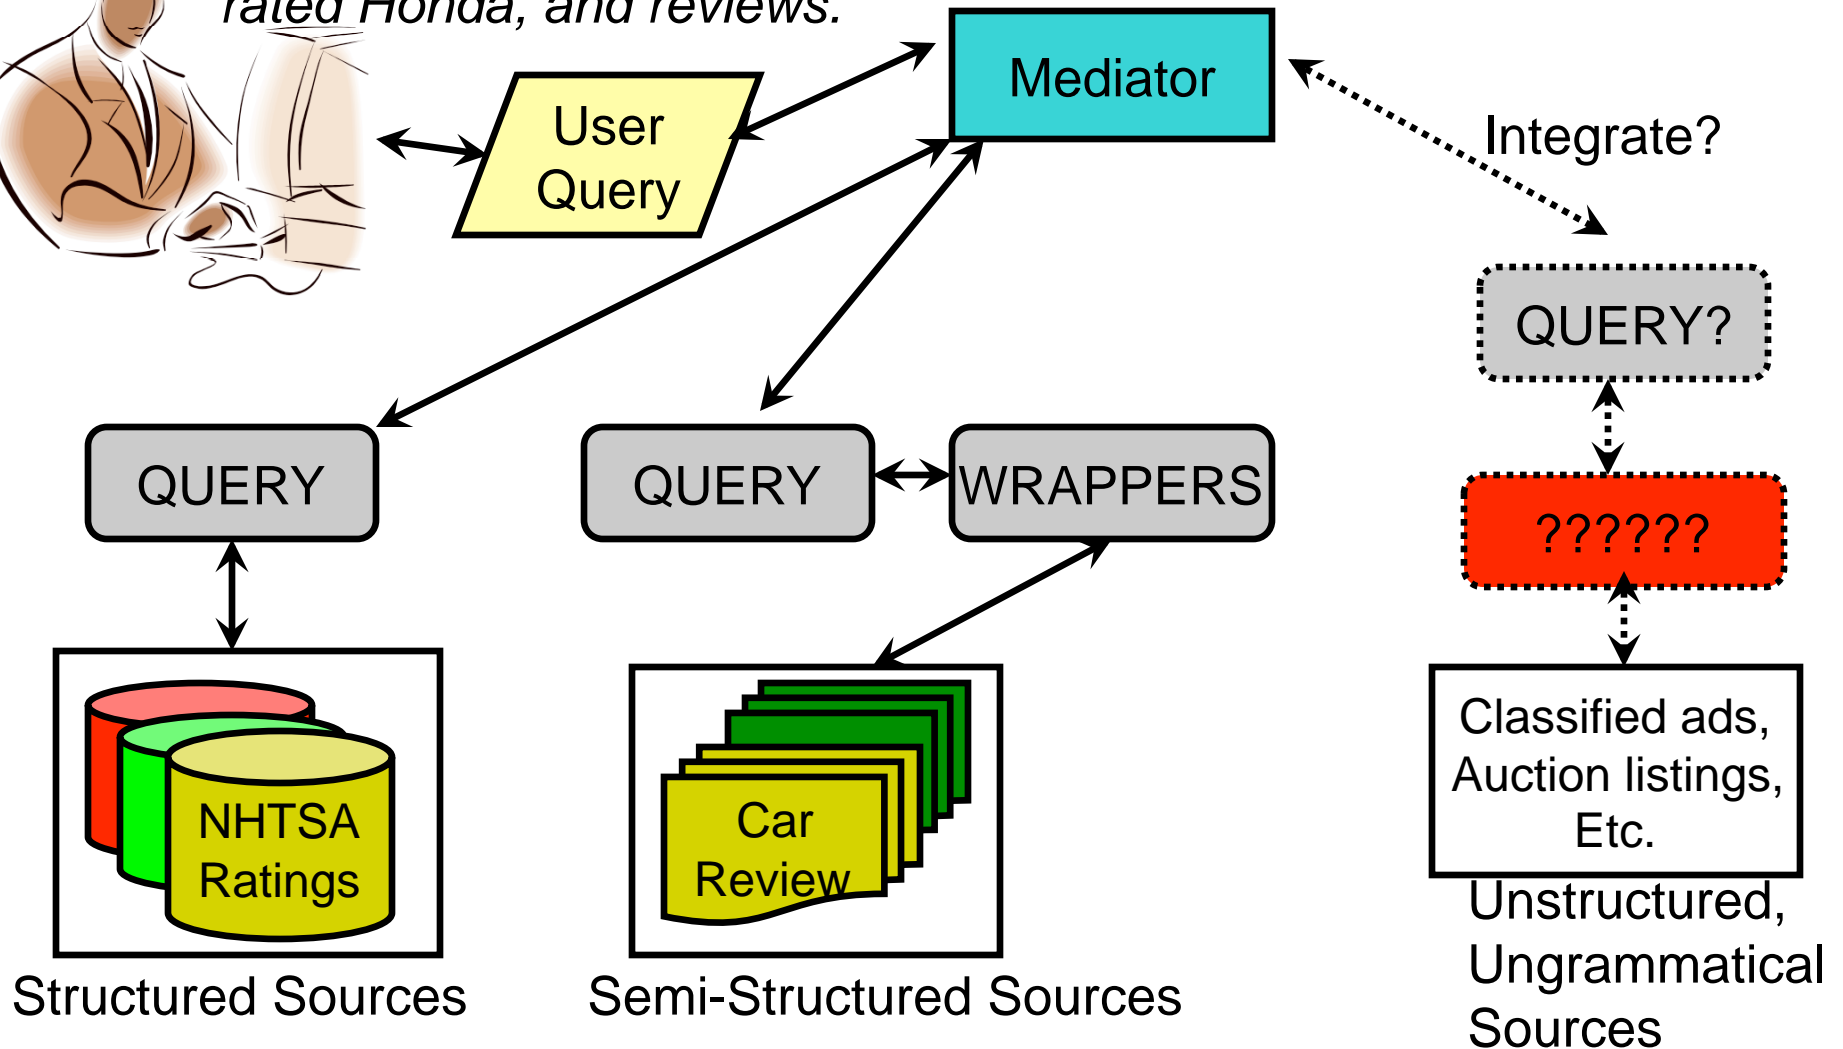 rated Honda, and reviews.
Mediator
User
Query
Integrate?
QUERY?
QUERY
QUERY
WRAPPERS
??????
NHTSA
Ratings
Car
Review
Classified ads,
Auction listings,
Etc.
Structured Sources
Semi-Structured Sources
Unstructured,
Ungrammatical
Sources